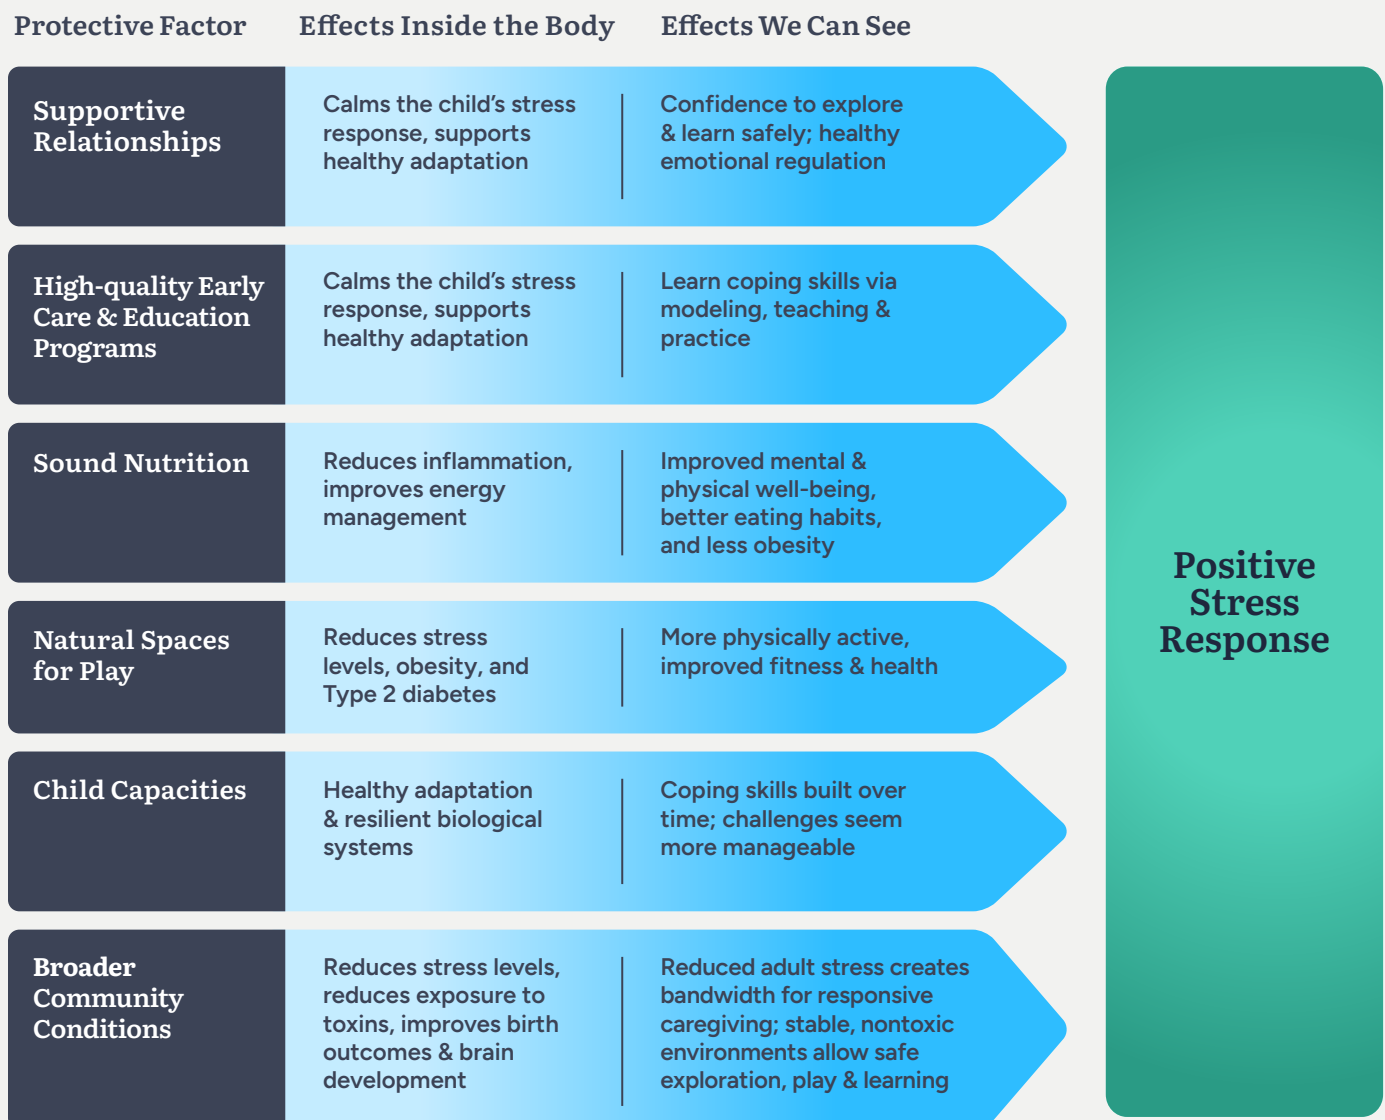 Protective Factor
Effects Inside the Body
Effects We Can See
Supportive
Relationships
Calms the child’s stress
response, supports
healthy adaptation
Confidence to explore
& learn safely; healthy
emotional regulation
High-quality Early
Care & Education
Programs
Calms the child’s stress
response, supports
healthy adaptation
Learn coping skills via
modeling, teaching &
practice
Sound Nutrition
Reduces inflammation,
improves energy
management
Improved mental &
physical well-being,
better eating habits,
and less obesity
Natural Spaces
for Play
Reduces stress
levels, obesity, and
Type 2 diabetes
More physically active,
improved fitness & health
Child Capacities
Healthy adaptation
& resilient biological
systems
Coping skills built over
time; challenges seem
more manageable
Broader
Community
Conditions
Reduces stress levels,
reduces exposure to
toxins, improves birth
outcomes & brain
development
Reduced adult stress creates
bandwidth for responsive
caregiving; stable, nontoxic
environments allow safe
exploration, play & learning
Positive
Stress
Response